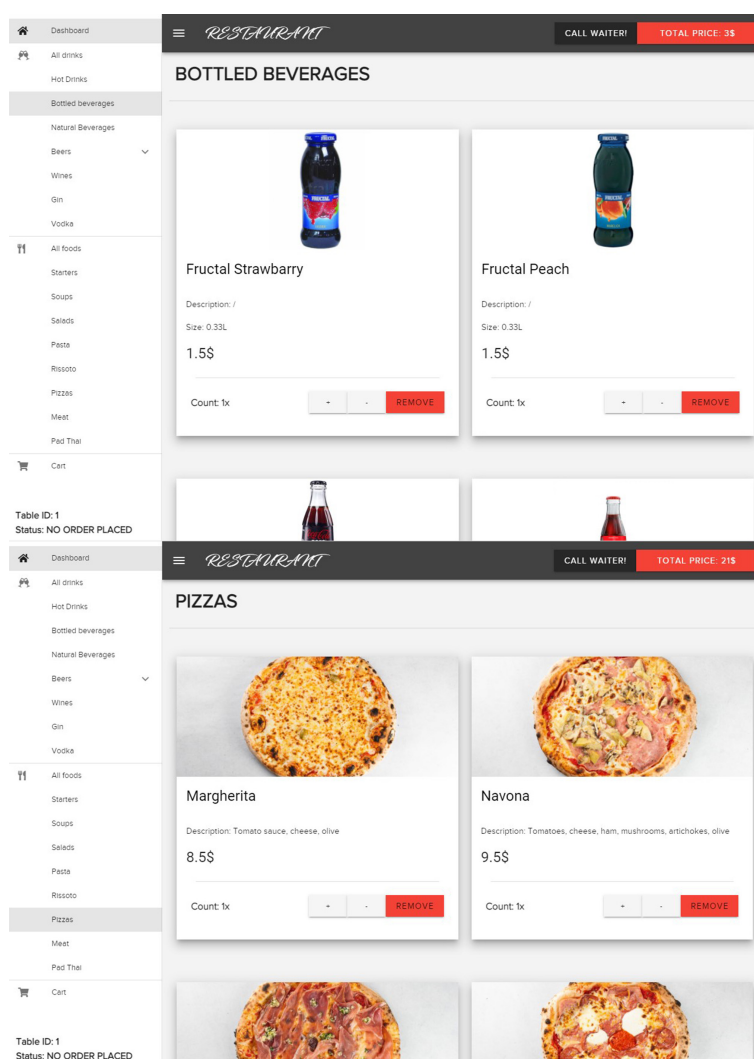 Dashboard
RESTAURANT
CALL WAITER!
TOTAL PRICE: 3$
All drinks
Hot Drinks
Bottled beverages
Natural Beverages
Beers
Wines
Gin
Vodka
All foods
Starters
Soups
Salads
Pasta
Rissoto
Pizzas
Meat
Pad Thai
Cart
Table ID: 1
Status: NO ORDER PLACED
BOTTLED BEVERAGES
FRUCTAL
Fructal Strawbarry
Description: /
Size: 0.33L
1.5$
Count: 1x
+
-
REMOVE
FRUCTAL
Fructal Peach
Description: /
Size: 0.33L
1.5$
Count: 1x
+
-
REMOVE
Dashboard
RESTAURANT
CALL WAITER!
TOTAL PRICE: 21$
All drinks
Hot Drinks
Bottled beverages
Natural Beverages
Beers
Wines
Gin
Vodka
All foods
Starters
Soups
Salads
Pasta
Rissoto
Pizzas
Meat
Pad Thai
Cart
Table ID: 1
Status: NO ORDER PLACED
PIZZAS
Margherita
Description: Tomato sauce, cheese, olive
8.5$
Count: 1x
+
-
REMOVE
Navona
Description: Tomatoes, cheese, ham, mushrooms, artichokes, olive
9.5$
Count: 1x
+
-
REMOVE